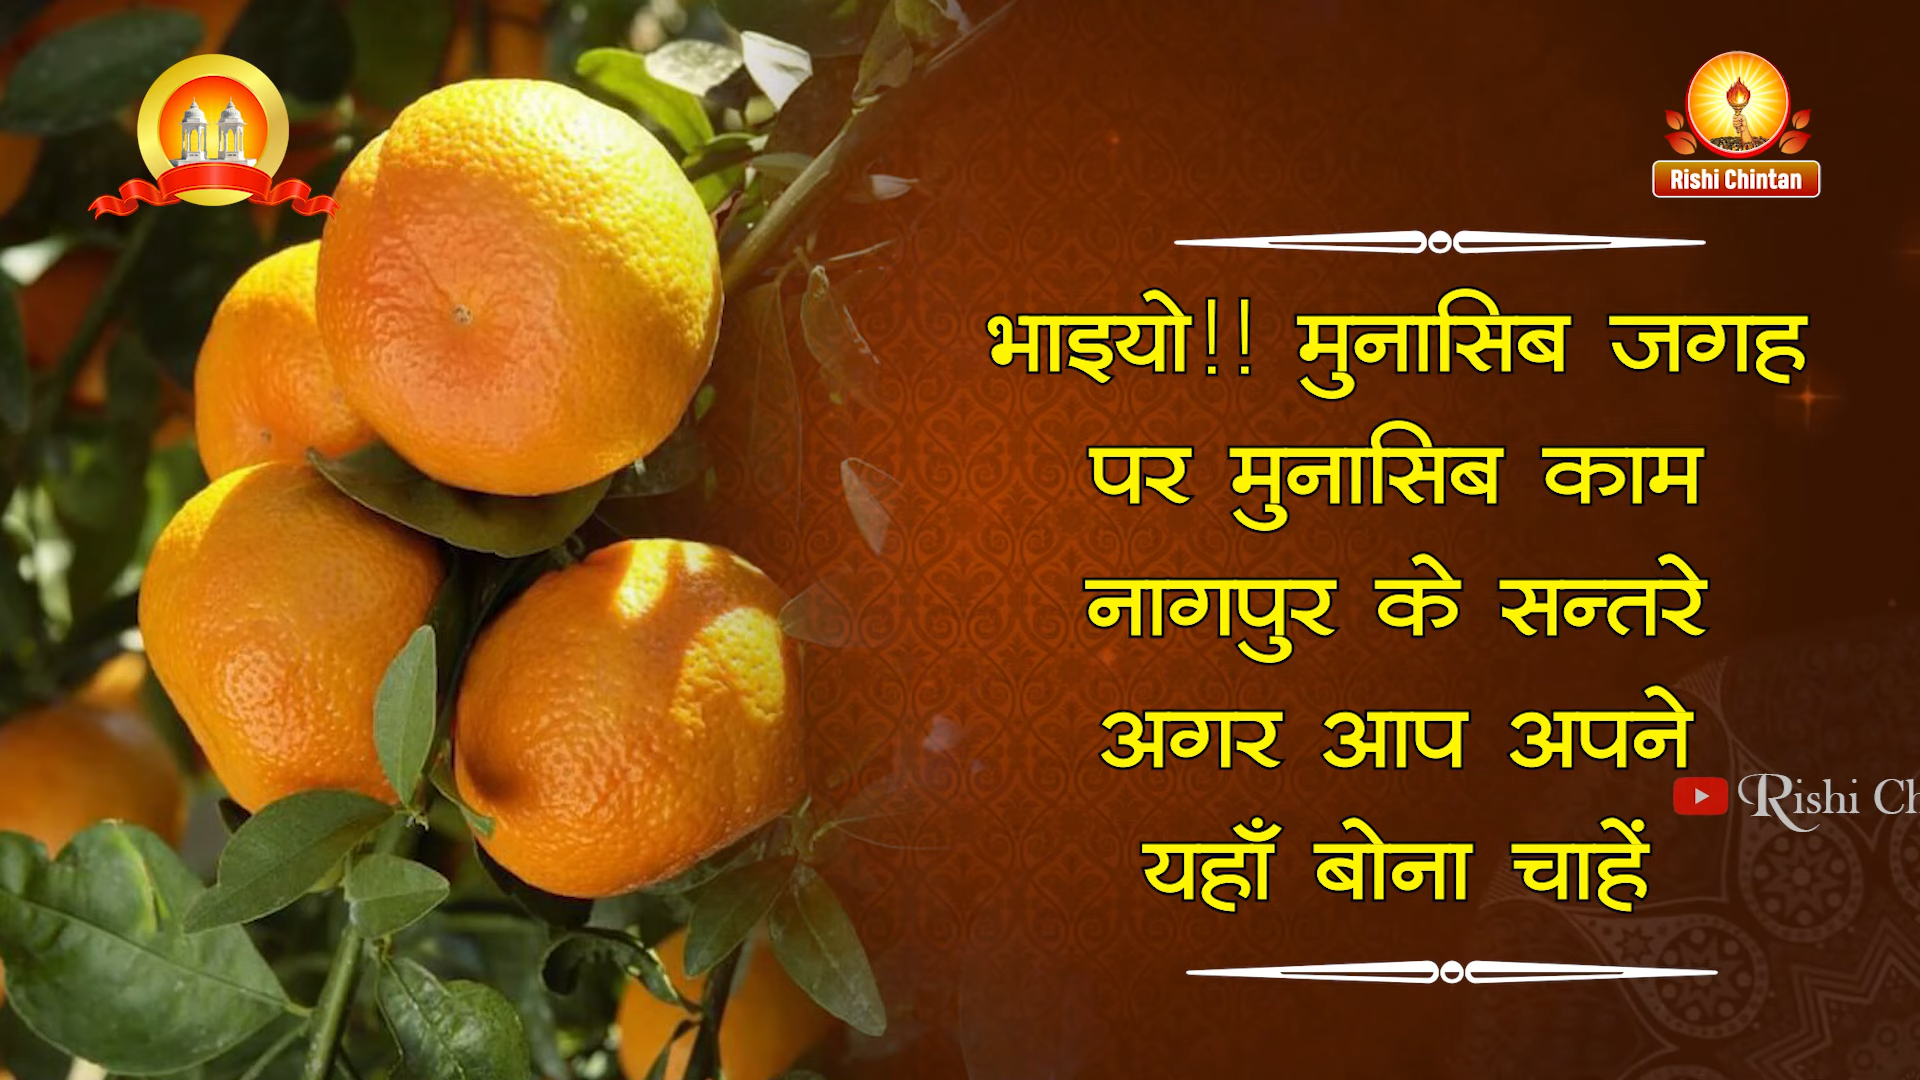 Rishi Chintan
भाइयो!! मुनासिब जगह
पर मुनासिब काम
नागपुर के सन्तरे
अगर आप अपने
यहाँ बोना चाहें
Rishi Ch